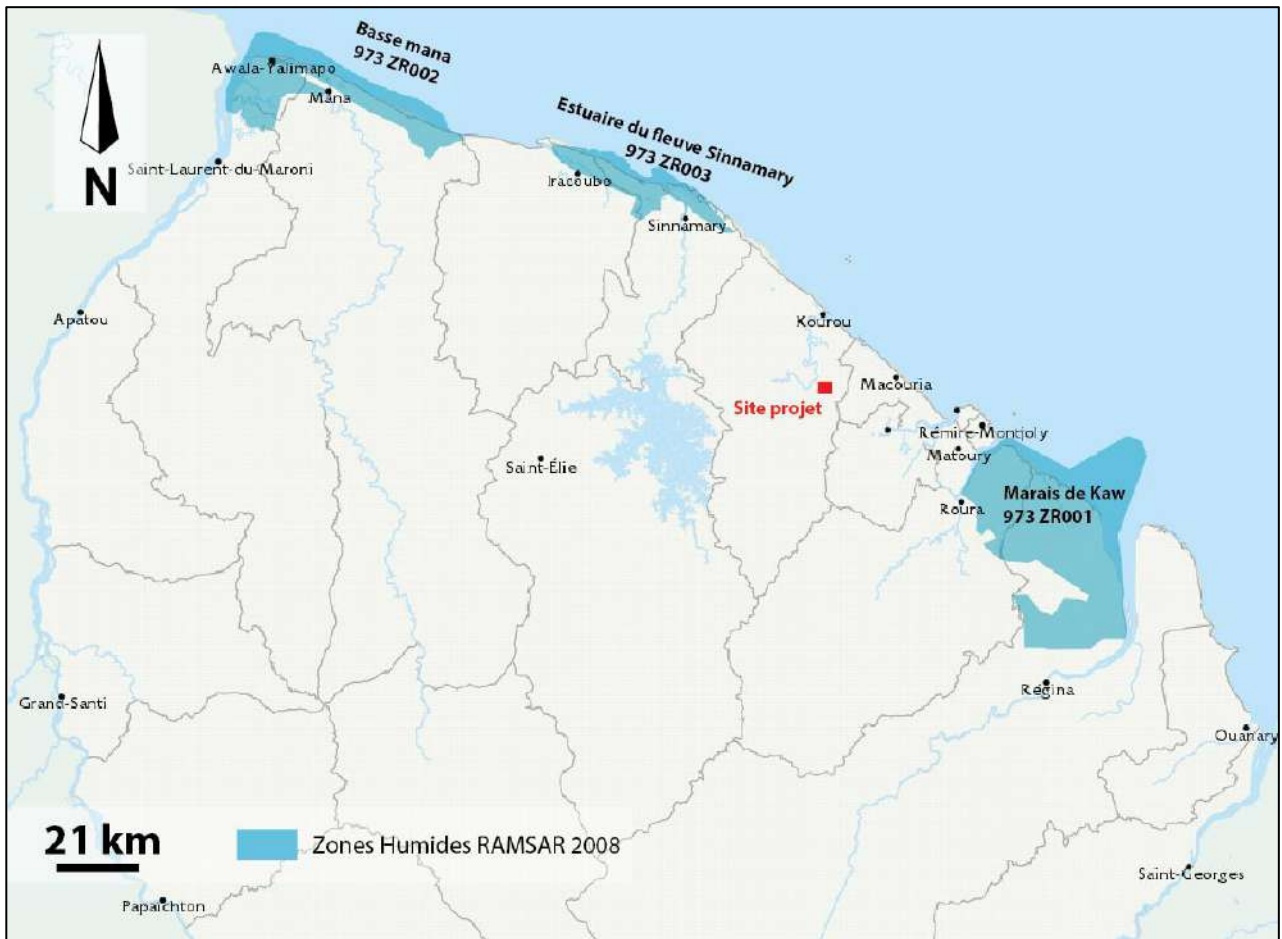 Basse mana
973 ZR002
Awala-Yalimapo
Mana
Estuaire du fleuve Sinnamary
973 ZR003
Saint-Laurent-du-Maroni
N
Iracoubo
Sinnamary
Apatou
Kourou
Macouria
Site projet
Rémire-Montjoly
Matoury
Saint-Élie
Marais de Kaw
973 ZR001
Roura
Régina
Grand-Santi
Ouanary
21 km
Zones Humides RAMSAR 2008
Saint-Georges
Papaichton